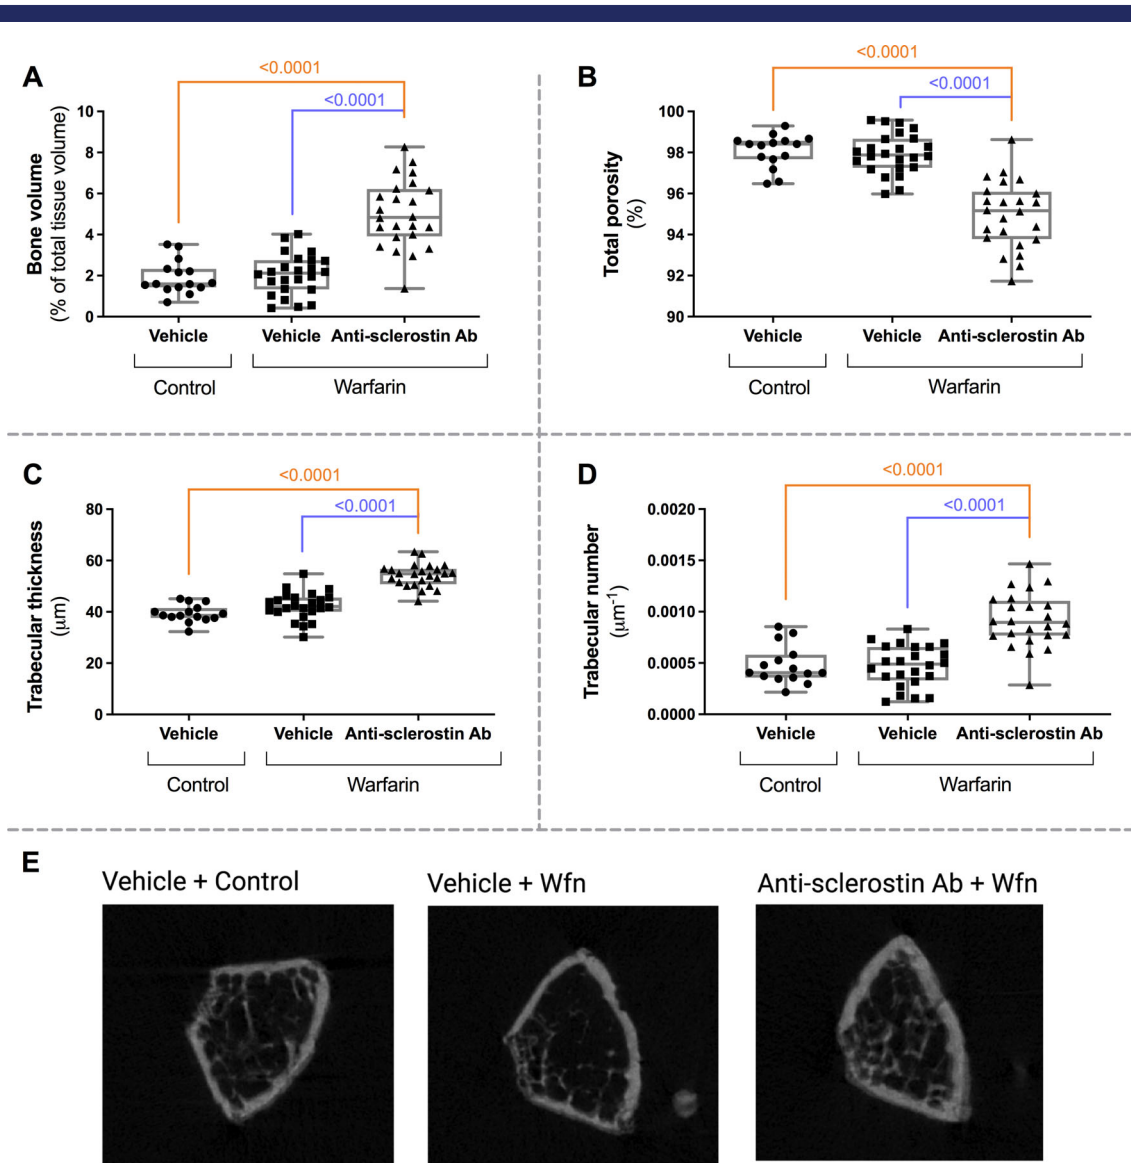 A
<0.0001
<0.0001
Bone volume
(% of total tissue volume)
10
8
6
4
2
0
Vehicle
Vehicle
Anti-sclerostin Ab
Control
Warfarin
B
<0.0001
<0.0001
Total porosity
(%)
100
98
96
94
92
90
Vehicle
Vehicle
Anti-sclerostin Ab
Control
Warfarin
C
<0.0001
<0.0001
Trabecular thickness
(μm)
80
60
40
20
0
Vehicle
Vehicle
Anti-sclerostin Ab
Control
Warfarin
D
<0.0001
<0.0001
Trabecular number
(μm⁻¹)
0.0020
0.0015
0.0010
0.0005
0.0000
Vehicle
Vehicle
Anti-sclerostin Ab
Control
Warfarin
E
Vehicle + Control
Vehicle + Wfn
Anti-sclerostin Ab + Wfn